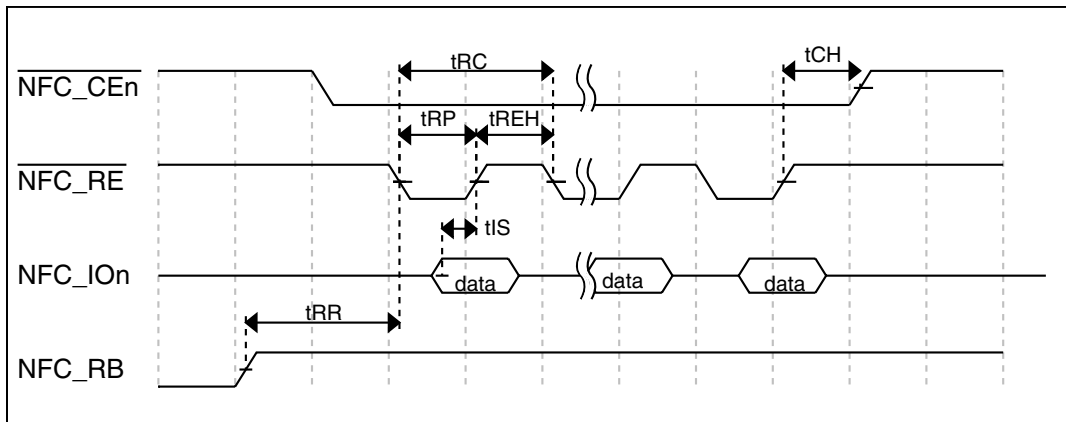 tRC
tCH
NFC_CEn
tRP
tREH
NFC_RE
tIS
NFC_IOn
data
data
data
tRR
NFC_RB